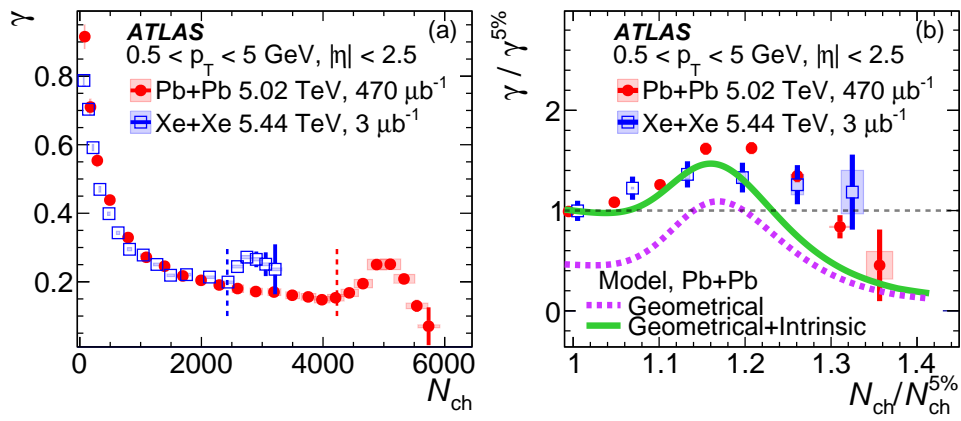 γ
ATLAS
(a)
0.5 < p_T < 5 GeV, |η| < 2.5
Pb+Pb 5.02 TeV, 470 μb⁻¹
Xe+Xe 5.44 TeV, 3 μb⁻¹
0.8
0.6
0.4
0.2
0 2000 4000 6000
N_ch
γ / γ^5%
ATLAS
(b)
0.5 < p_T < 5 GeV, |η| < 2.5
Pb+Pb 5.02 TeV, 470 μb⁻¹
Xe+Xe 5.44 TeV, 3 μb⁻¹
2
1
0
Model, Pb+Pb
Geometrical
Geometrical+Intrinsic
1 1.1 1.2 1.3 1.4
N_ch/N_ch^5%